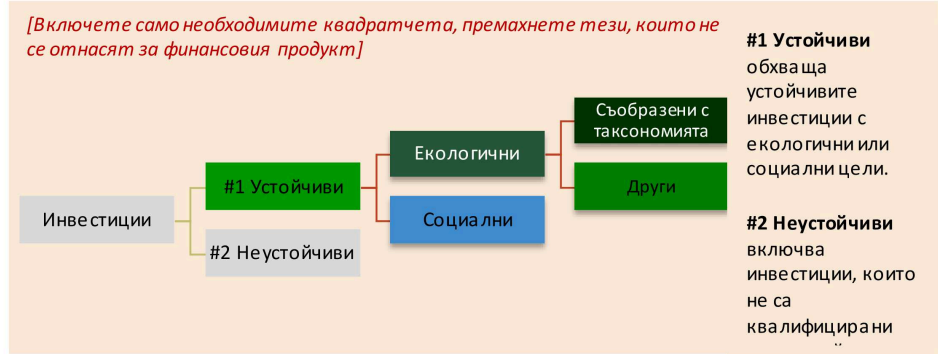 [Включете само необходимите квадратчета, премахнете тези, които не
се отнасят за финансовия продукт]
Инвестиции
#1 Устойчиви
#2 Неустойчиви
Екологични
Социални
Съобразени с
таксономията
Други
#1 Устойчиви
обхваща
устойчивите
инвестиции с
екологични или
социални цели.
#2 Неустойчиви
включва
инвестиции, които
не са
квалифицирани